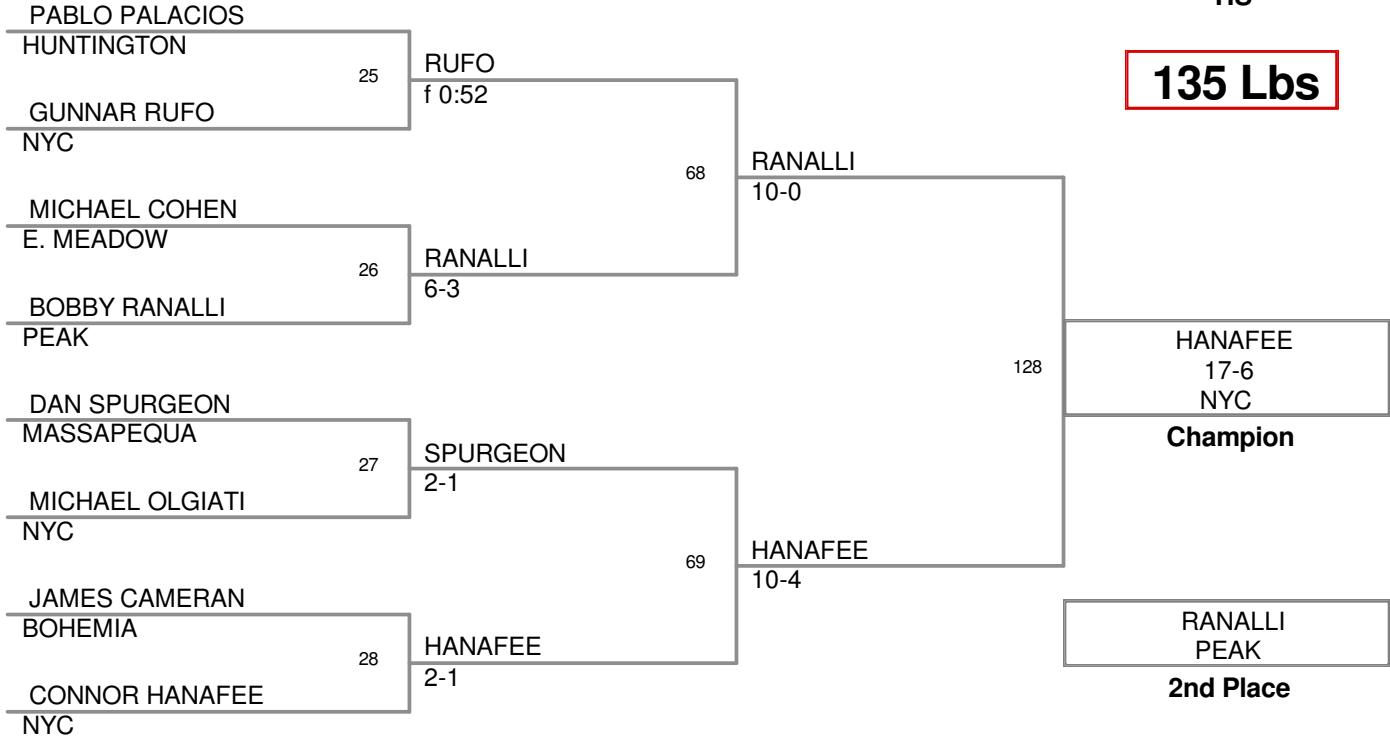 HS
135 Lbs
PABLO PALACIOS
HUNTINGTON
25
GUNNAR RUFO
NYC
RUFO
f 0:52
MICHAEL COHEN
E. MEADOW
26
BOBBY RANALLI
PEAK
RANALLI
6-3
68
RANALLI
10-0
DAN SPURGEON
MASSAPEQUA
27
MICHAEL OLGIATI
NYC
SPURGEON
2-1
JAMES CAMERAN
BOHEMIA
28
CONNOR HANAFEE
NYC
HANAFEE
2-1
69
HANAFEE
10-4
128
HANAFEE
17-6
NYC
Champion
RANALLI
PEAK
2nd Place